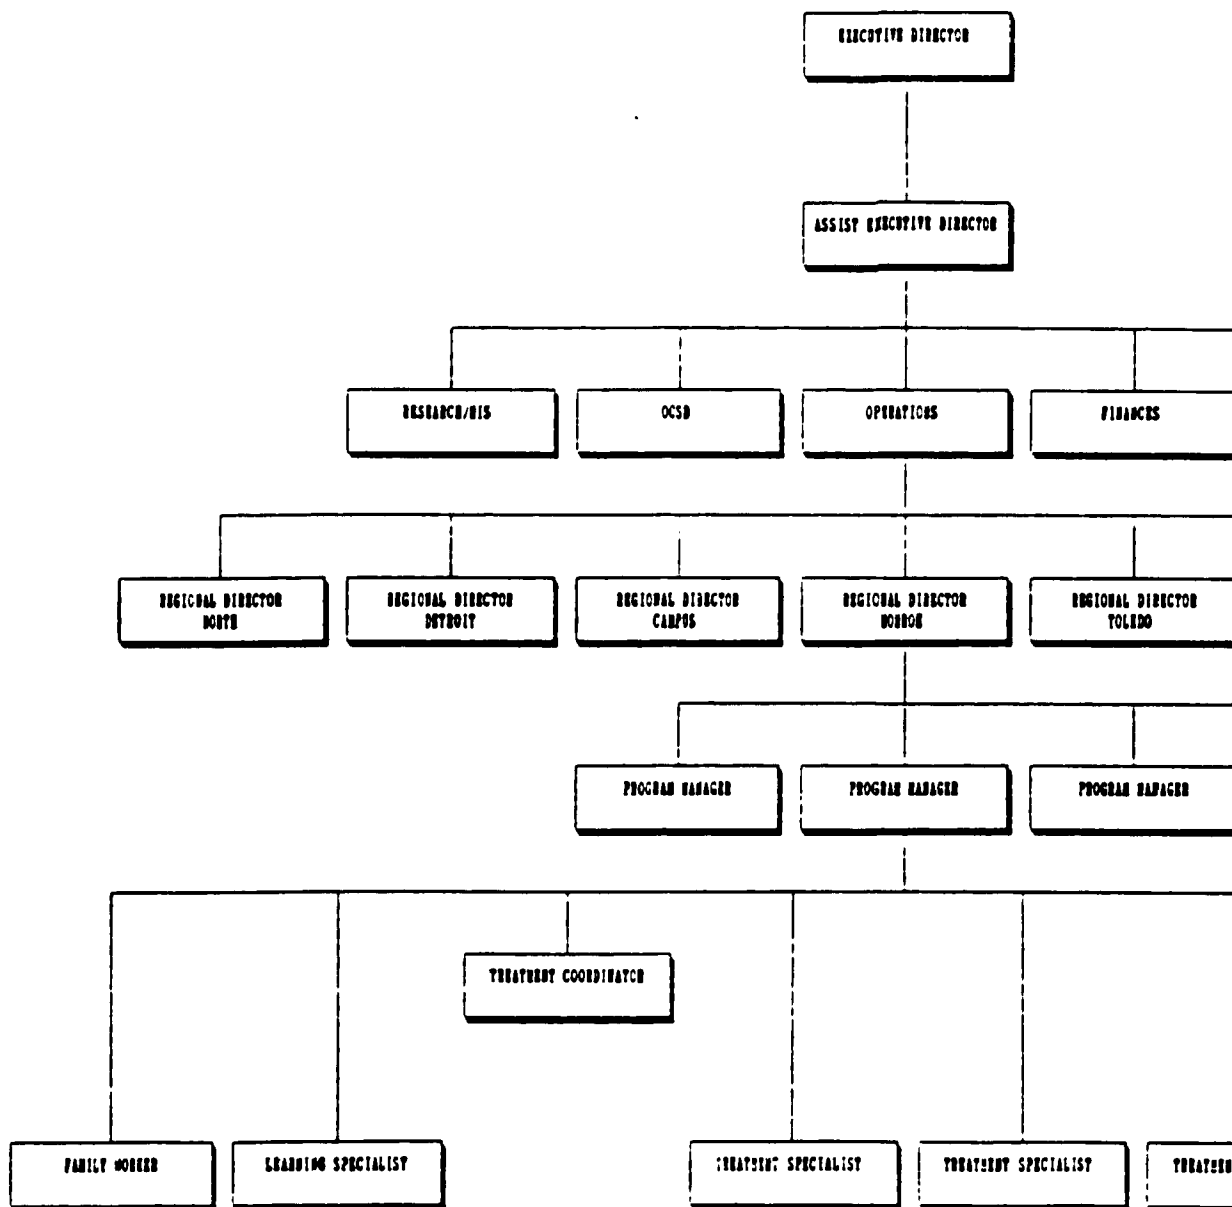 EXECUTIVE DIRECTOR
ASSIST EXECUTIVE DIRECTOR
RESEARCH/MIS
OCSD
OPERATIONS
FINANCES
REGIONAL DIRECTOR
NORTH
REGIONAL DIRECTOR
DETROIT
REGIONAL DIRECTOR
CAMPUS
REGIONAL DIRECTOR
MONROE
REGIONAL DIRECTOR
TOLEDO
PROGRAM MANAGER
PROGRAM MANAGER
PROGRAM MANAGER
TREATMENT COORDINATOR
FAMILY WORKER
LEARNING SPECIALIST
TREATMENT SPECIALIST
TREATMENT SPECIALIST
TREATMEN